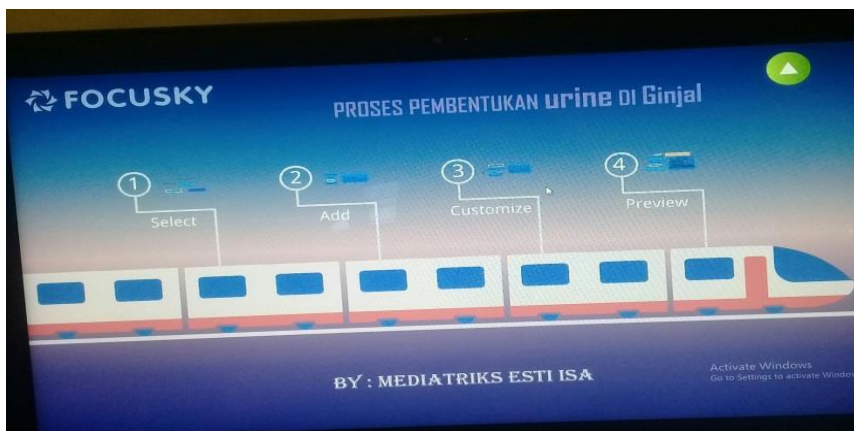 FOCUSKY
PROSES PEMBENTUKAN urine DI Ginjal
1
Select
2
Add
3
Customize
4
Preview
BY : MEDIATRIKS ESTI ISA
Activate Windows
Go to Settings to activate Window